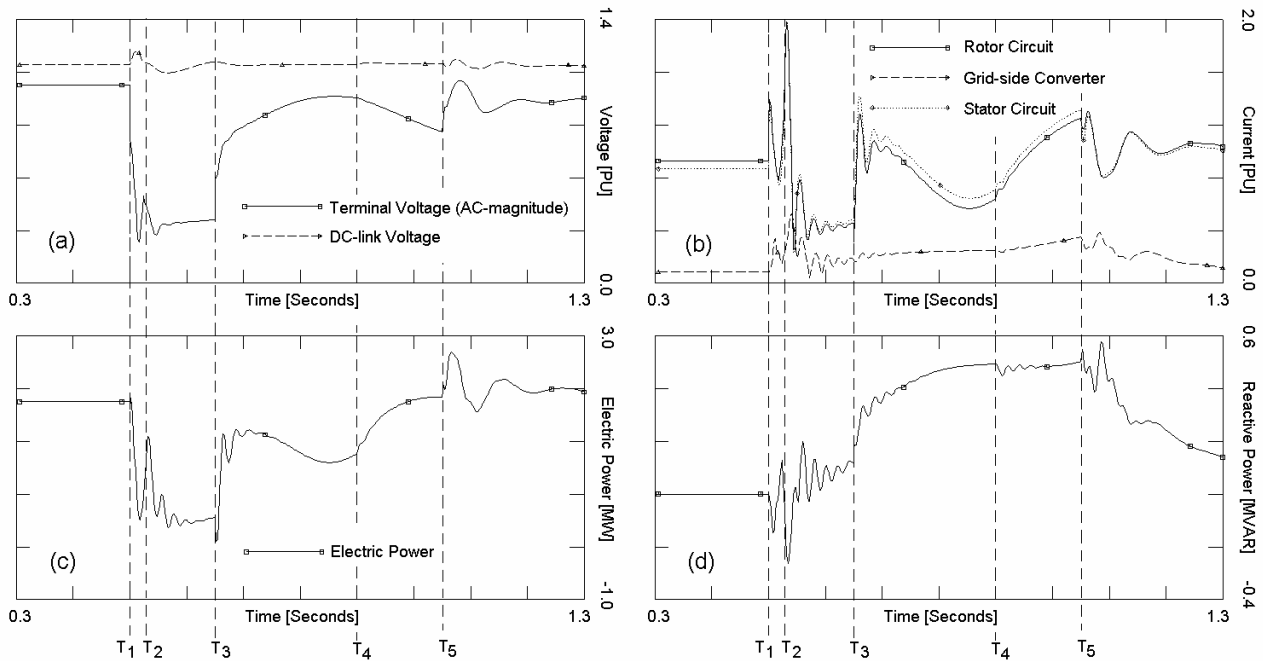 1.4
Voltage [PU]
Terminal Voltage (AC-magnitude)
DC-link Voltage
(a)
0.0
0.3
Time [Seconds]
1.3
2.0
Rotor Circuit
Grid-side Converter
Stator Circuit
Current [PU]
(b)
0.0
0.3
Time [Seconds]
1.3
3.0
Electric Power [MW]
(c)
Electric Power
-1.0
0.3
Time [Seconds]
1.3
0.6
Reactive Power [MVAR]
(d)
-0.4
0.3
Time [Seconds]
1.3
T1 T2 T3 T4 T5
T1 T2 T3 T4 T5